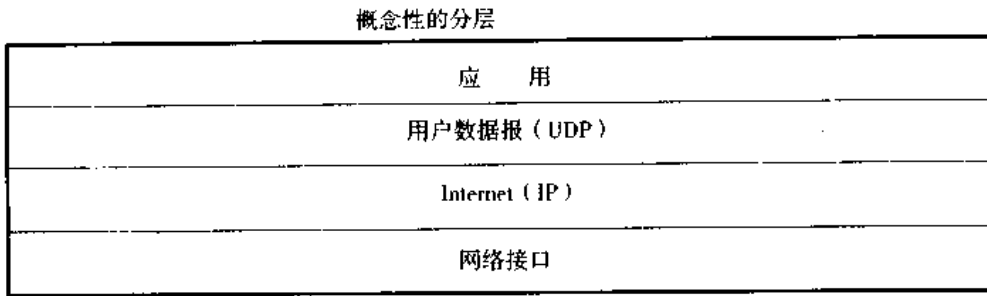 概念性的分层
应 用
用户数据报（UDP）
Internet（IP）
网络接口